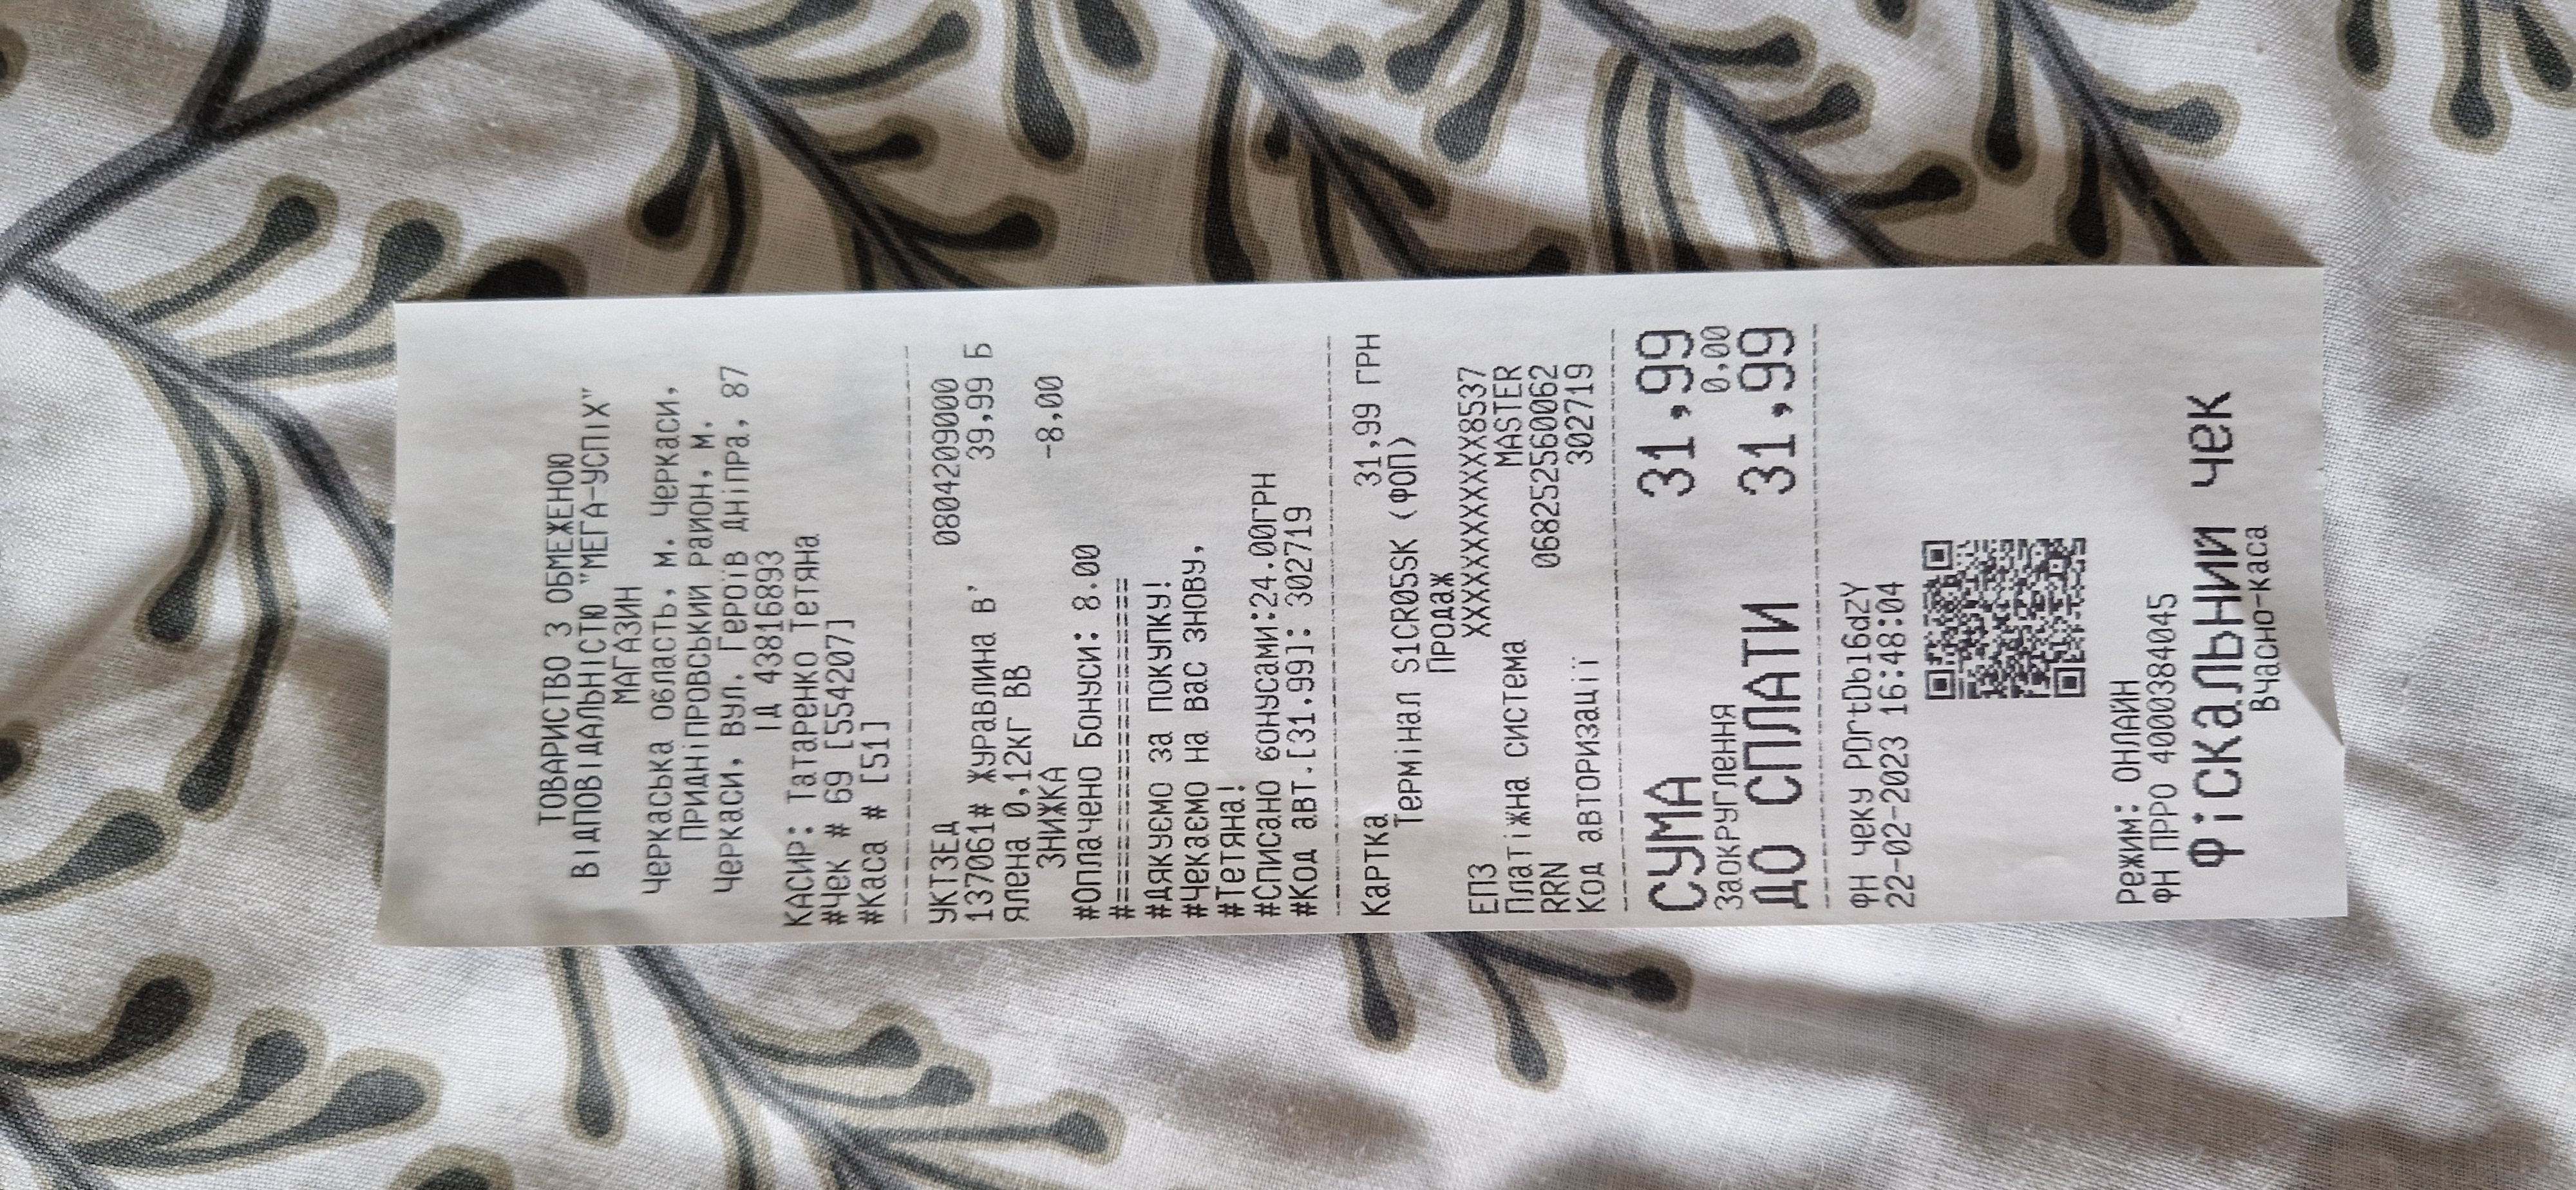 ТОВАРИСТВО З ОБМЕЖЕНОЮ
ВІДПОВІДАЛЬНІСТЮ "МЕГА-УСПІХ"
МАГАЗИН
Черкаська область, м. Черкаси,
Придніпровський район, м.
Черкаси, вул. Героїв Дніпра, 87
ІД 43816893
КАСИР: Татаренко Тетяна
#Чек # 69 [554207]
#Каса # [51]
УКТЗЕД 0804209000
137061# Журавлина в' 39,99 Б
ялена 0,12кг ВВ
ЗНИЖКА -8,00
#Оплачено Бонуси: 8.00
#==========================
#Дякуємо за покупку!
#Чекаємо на Вас знову,
#Тетяна!
#Списано бонусами:24.00ГРН
#Код авт.[31.99]: 302719
Картка 31,99 ГРН
Термінал S1CR05SK (ФОП)
Продаж
ЕПЗ XXXXXXXXXXXX8537
Платіжна система MASTER
RRN 068252560062
Код авторизації 302719
СУМА 31,99
Заокруглення 0,00
ДО СПЛАТИ 31,99
ФН чеку PDrtDbl6dzY
22-02-2023 16:48:04
Режим: ОНЛАЙН
ФН ПРРО 4000384045
Фіскальний чек
Вчасно-каса